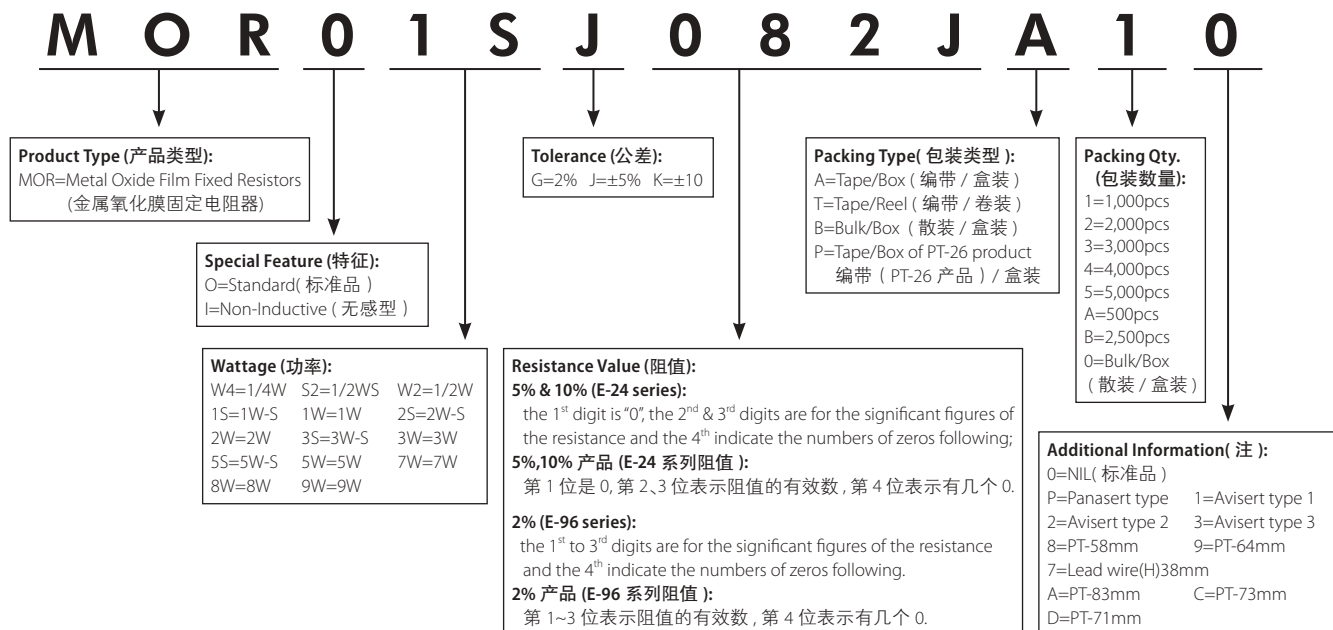 MOR01SJ082JA10
Product Type (产品类型):
MOR=Metal Oxide Film Fixed Resistors
(金属氧化膜固定电阻器)
Special Feature (特征):
O=Standard( 标准品 )
I=Non-Inductive ( 无感型 )
Wattage (功率):
W4=1/4W S2=1/2WS W2=1/2W
1S=1W-S 1W=1W 2S=2W-S
2W=2W 3S=3W-S 3W=3W
5S=5W-S 5W=5W 7W=7W
8W=8W 9W=9W
Tolerance (公差):
G=2% J=±5% K=±10
Resistance Value (阻值):
5% & 10% (E-24 series):
the 1st digit is “0”, the 2nd & 3rd digits are for the significant figures of
the resistance and the 4th indicate the numbers of zeros following;
5%,10% 产品 (E-24 系列阻值 ):
第 1 位是 0, 第 2、3 位表示阻值的有效数 , 第 4 位表示有几个 0.
2% (E-96 series):
the 1st to 3rd digits are for the significant figures of the resistance
and the 4th indicate the numbers of zeros following.
2% 产品 (E-96 系列阻值 ):
第 1~3 位表示阻值的有效数 , 第 4 位表示有几个 0.
Packing Type( 包装类型 ):
A=Tape/Box ( 编带 / 盒装 )
T=Tape/Reel ( 编带 / 卷装 )
B=Bulk/Box ( 散装 / 盒装 )
P=Tape/Box of PT-26 product
编带 ( PT-26 产品 ) / 盒装
Packing Qty.
(包装数量):
1=1,000pcs
2=2,000pcs
3=3,000pcs
4=4,000pcs
5=5,000pcs
A=500pcs
B=2,500pcs
0=Bulk/Box
( 散装 / 盒装 )
Additional Information( 注 ):
0=NIL( 标准品 )
P=Panasert type 1=Avisert type 1
2=Avisert type 2 3=Avisert type 3
8=PT-58mm 9=PT-64mm
7=Lead wire(H)38mm
A=PT-83mm C=PT-73mm
D=PT-71mm